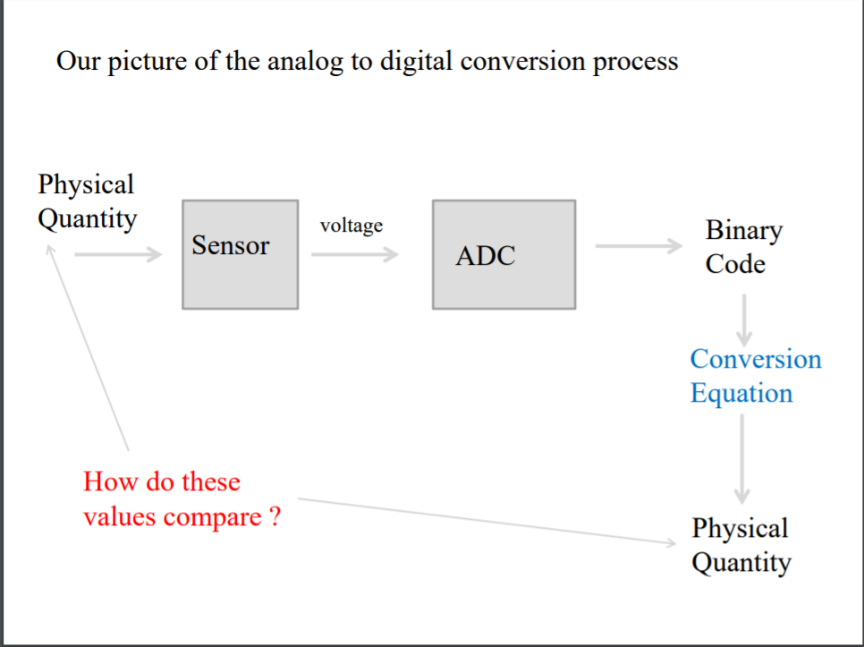 Our picture of the analog to digital conversion process
Physical
Quantity
Sensor
voltage
ADC
Binary
Code
Conversion
Equation
How do these
values compare ?
Physical
Quantity